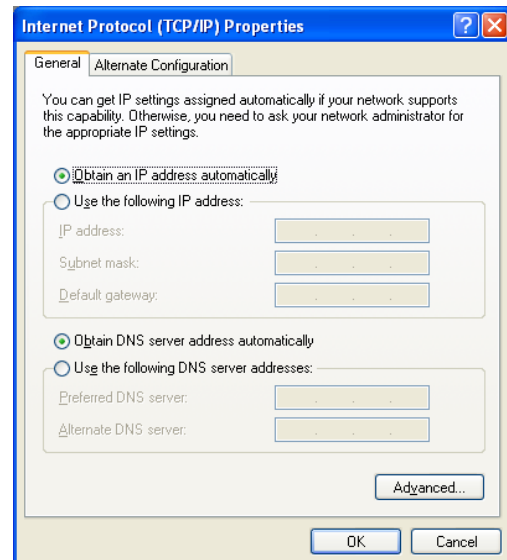 Internet Protocol (TCP/IP) Properties
?
General
Alternate Configuration
You can get IP settings assigned automatically if your network supports
this capability. Otherwise, you need to ask your network administrator for
the appropriate IP settings.
Obtain an IP address automatically
Use the following IP address:
IP address:
Subnet mask:
Default gateway:
Obtain DNS server address automatically
Use the following DNS server addresses:
Preferred DNS server:
Alternate DNS server:
Advanced...
OK
Cancel